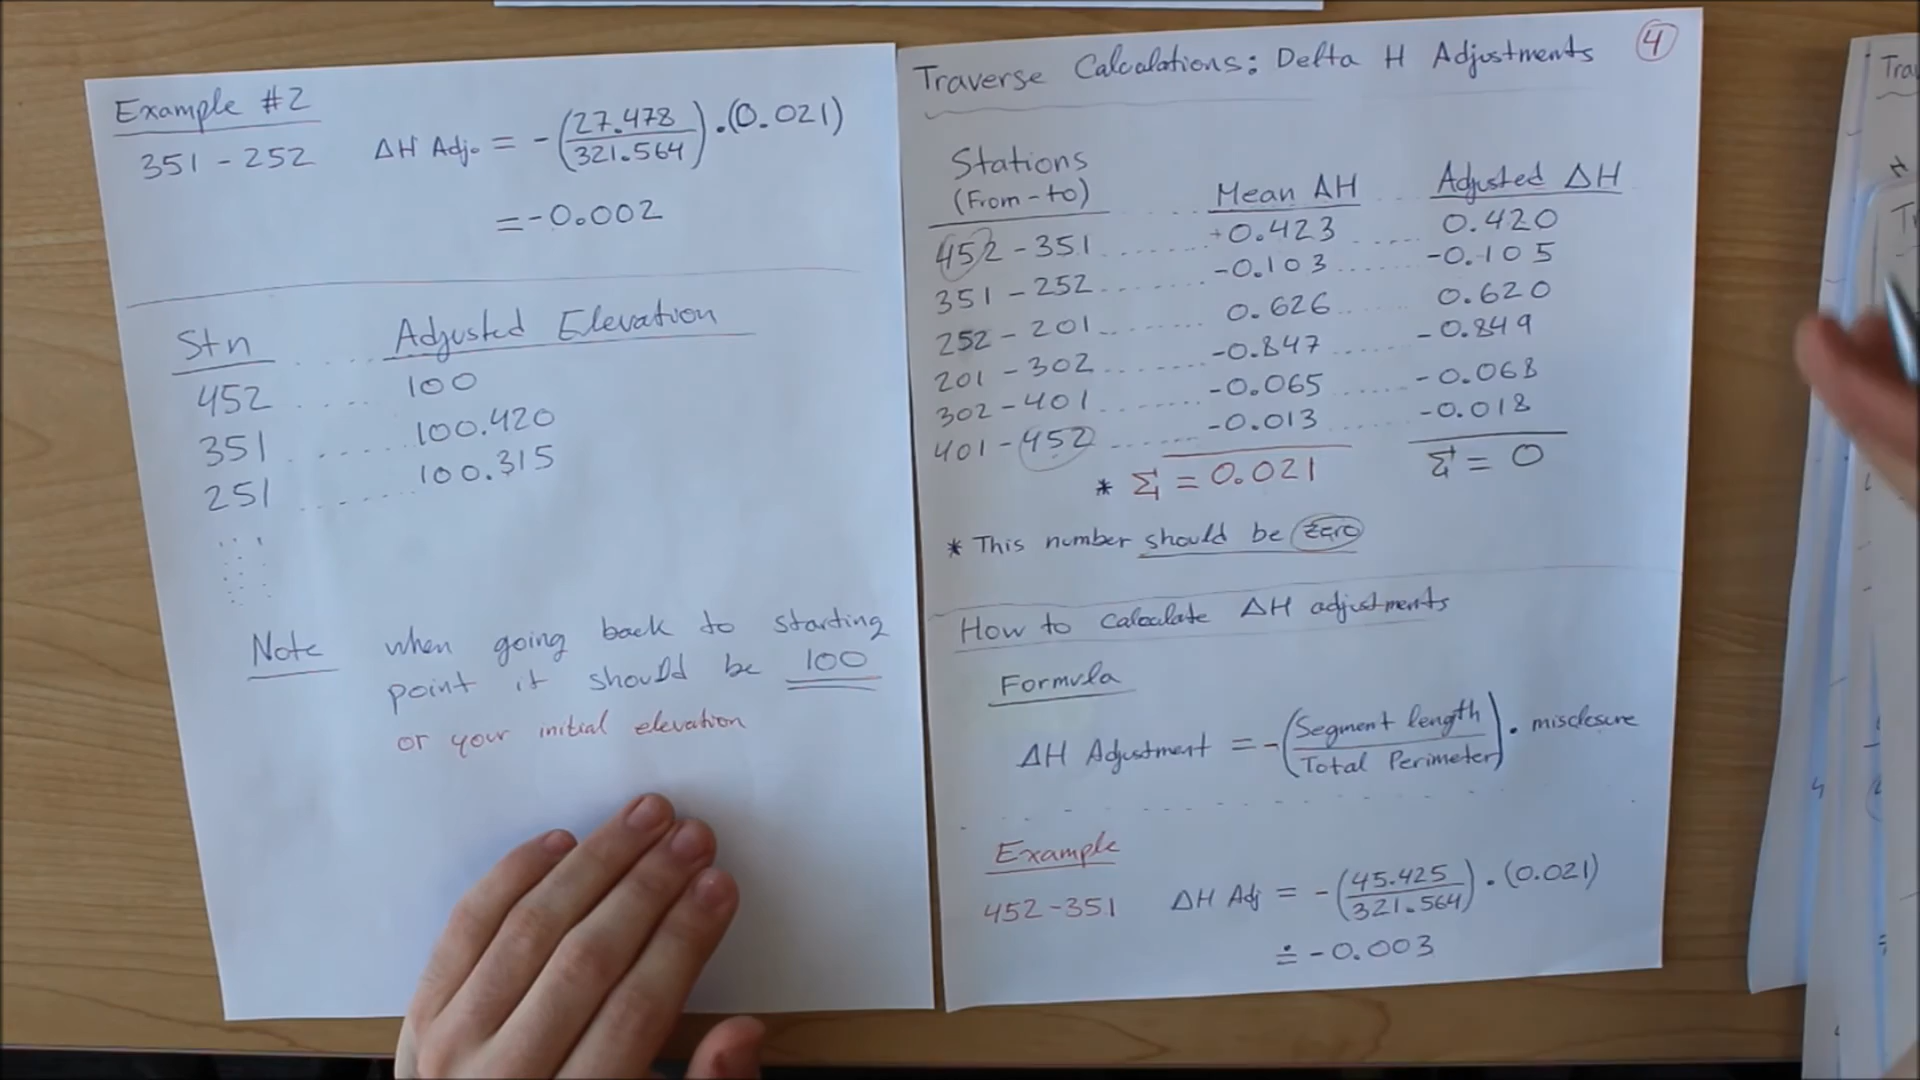 Example #2
351 - 252 ΔH Adj. = -(27.478/321.564).(0.021)
= -0.002
Stn Adjusted Elevation
452 100
351 100.420
251 100.315
Note when going back to starting
point it should be 100
or your initial elevation
Traverse Calculations: Delta H Adjustments 4
Stations
(From - to) Mean ΔH Adjusted ΔH
452 - 351 +0.423 0.420
351 - 252 -0.103 -0.105
252 - 201 0.626 0.620
201 - 302 -0.847 -0.849
302 - 401 -0.065 -0.068
401 - 452 -0.013 -0.018
* Σ = 0.021 Σ = 0
* This number should be zero
How to calculate ΔH adjustments
Formula
ΔH Adjustment = -(Segment length/Total Perimeter). misclosure
Example
452-351 ΔH Adj = -(45.425/321.564).(0.021)
≐ -0.003
Tra